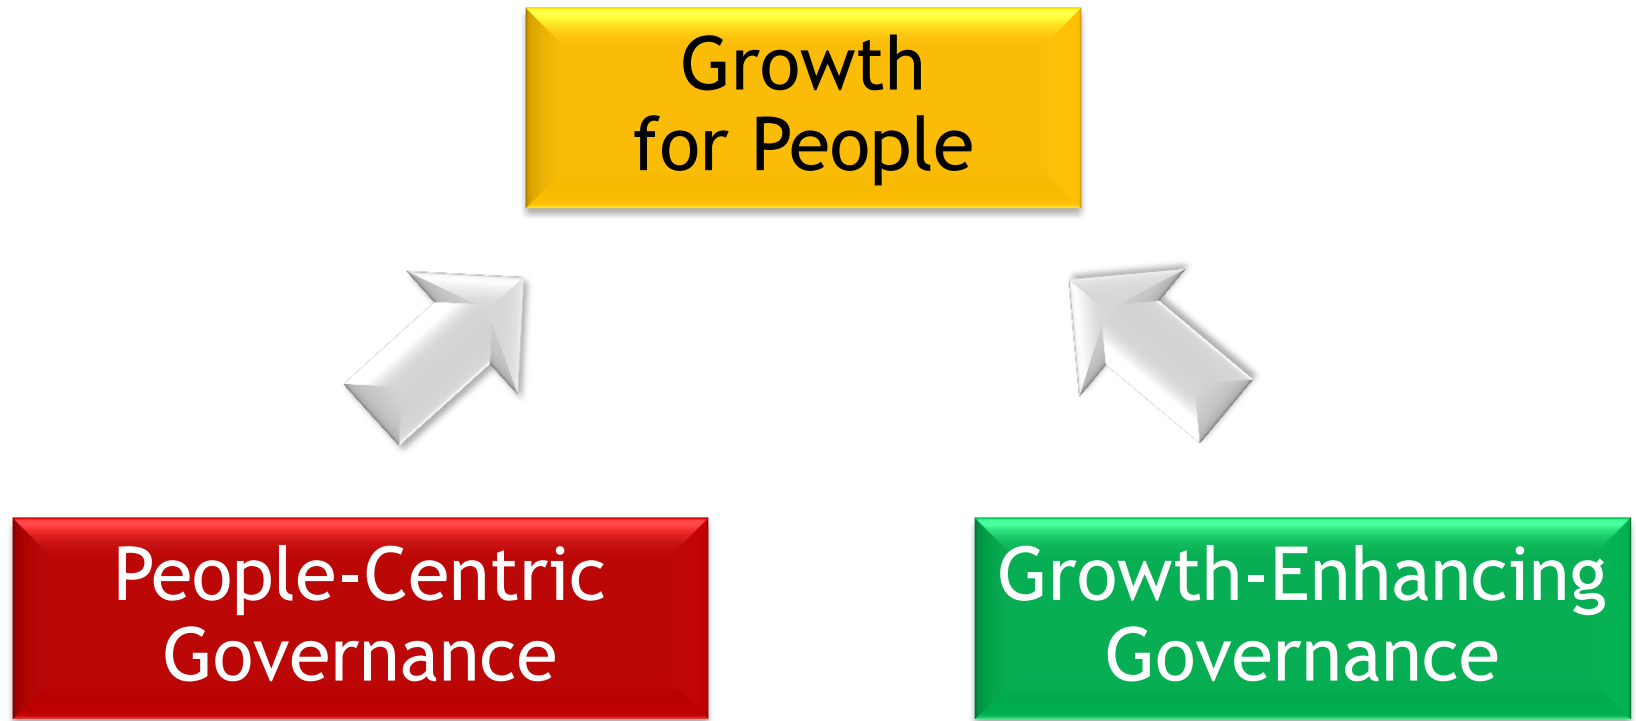 Growth
for People
People-Centric
Governance
Growth-Enhancing
Governance